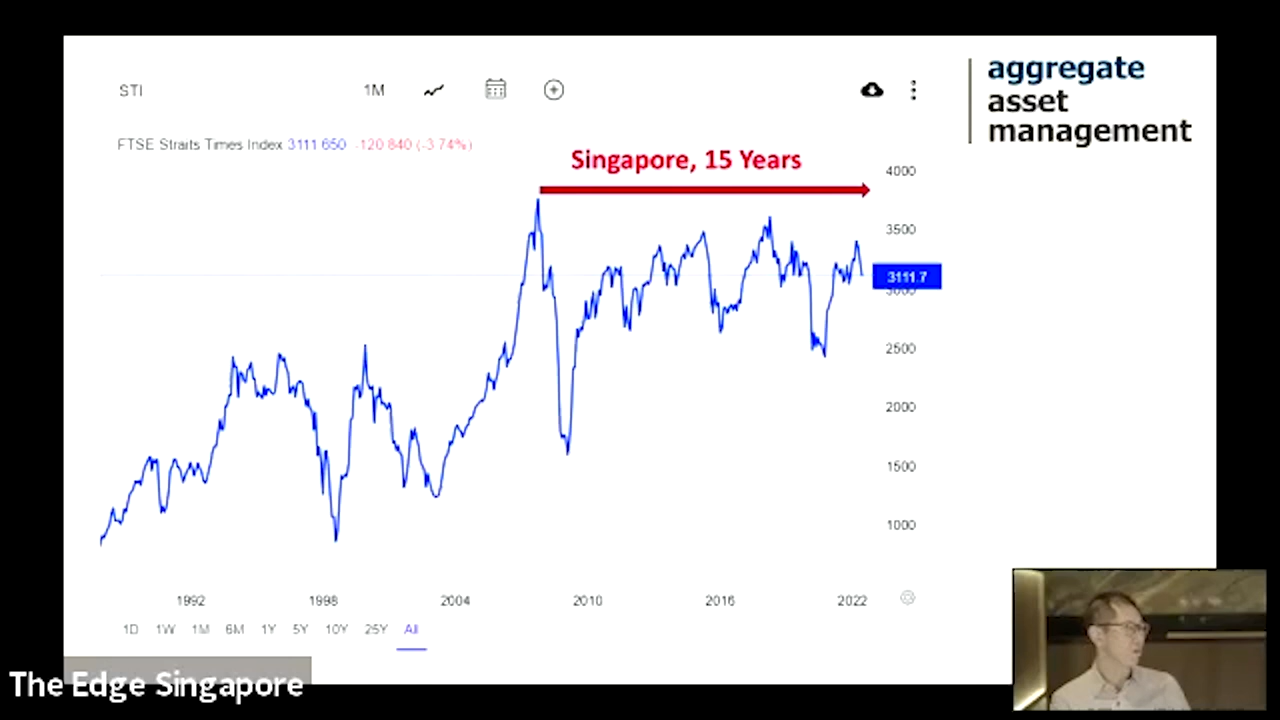 STI
1M
aggregate
asset
management
FTSE Straits Times Index 3111.650 -120.840 (-3.74%)
Singapore, 15 Years
4000
3500
3111.7
3000
2500
2000
1500
1000
1992
1998
2004
2010
2016
2022
1D 1W 1M 6M 1Y 5Y 10Y 25Y All
The Edge Singapore